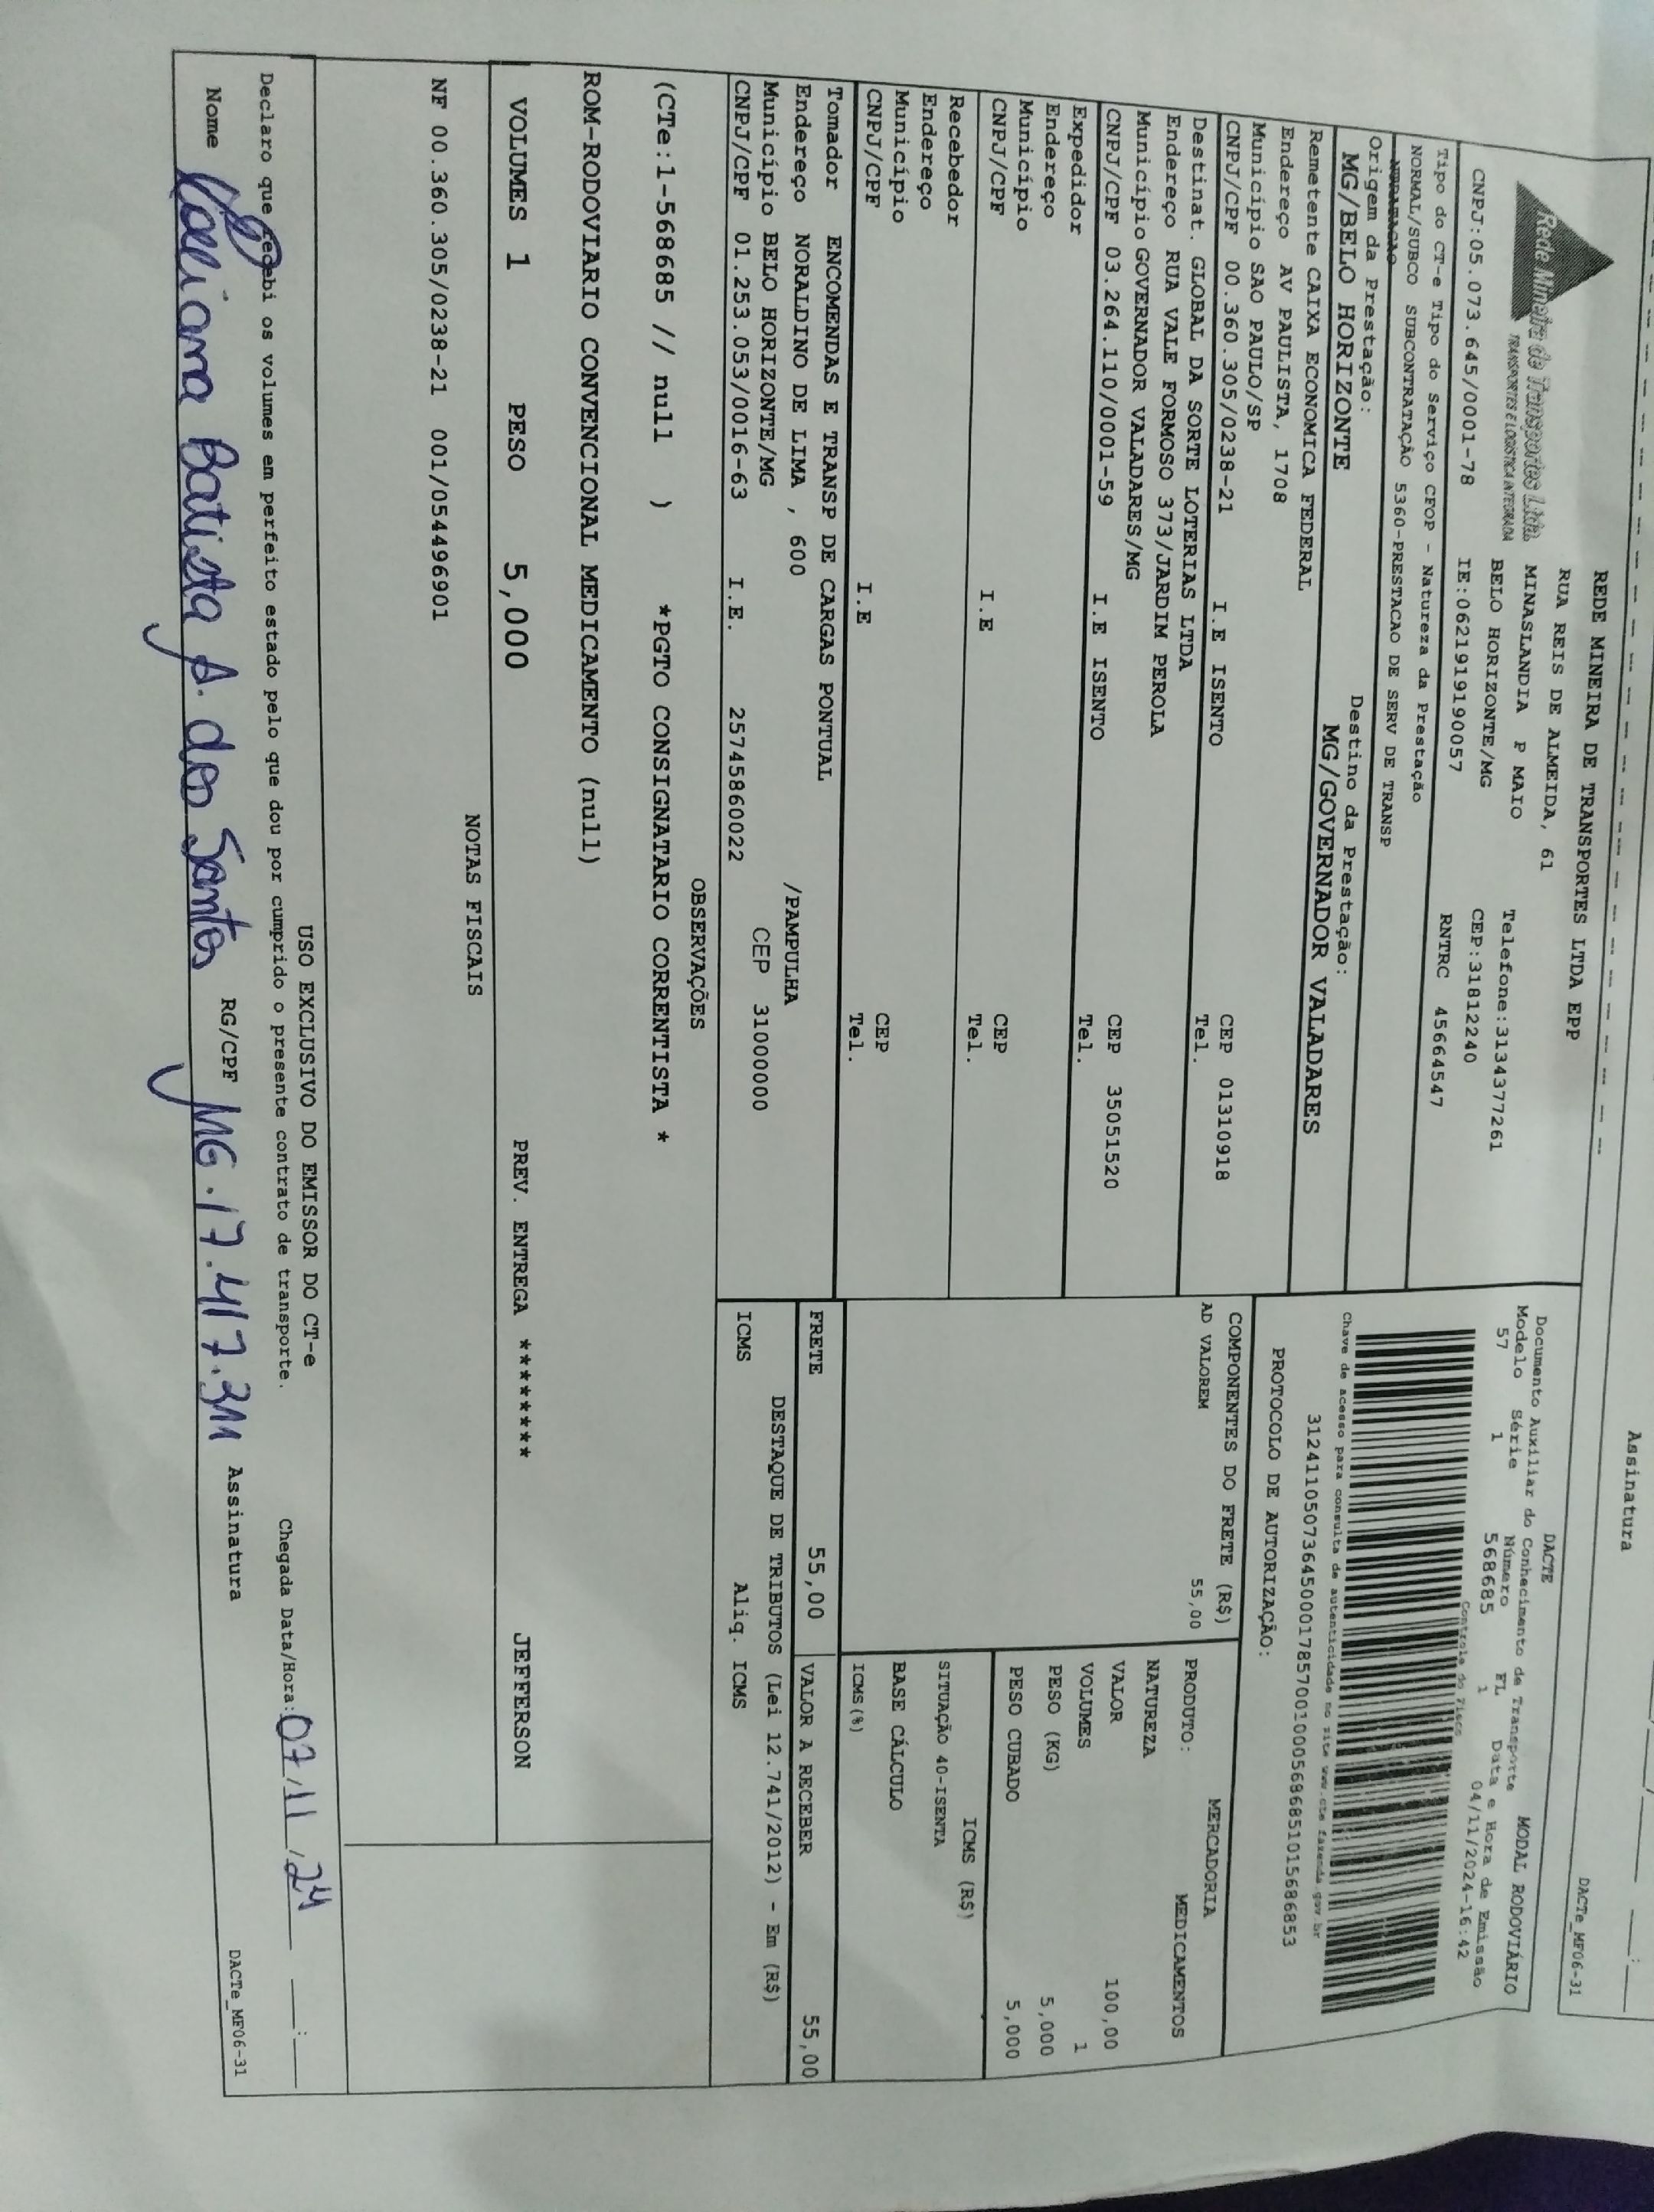 Assinatura
DACTe_MF06-31
Rede Mineira de Transportes Ltda.
TRANSPORTES E LOGÍSTICA INTEGRADA
REDE MINEIRA DE TRANSPORTES LTDA EPP
RUA REIS DE ALMEIDA, 61
MINASLANDIA P MAIO Telefone:3134377261
BELO HORIZONTE/MG CEP:31812240
CNPJ:05.073.645/0001-78 IE:0621919190057 RNTRC 45664547
Tipo do CT-e Tipo do Serviço CFOP - Natureza da Prestação
NORMAL/SUBCO SUBCONTRATAÇÃO 5360-PRESTACAO DE SERV DE TRANSP
Origem da Prestação: Destino da Prestação:
MG/BELO HORIZONTE MG/GOVERNADOR VALADARES
DACTE
Documento Auxiliar do Conhecimento de Transporte MODAL RODOVIÁRIO
Modelo Série Número FL Data e Hora de Emissão
57 1 568685 1 04/11/2024-16:42
Controle do Fisco
Chave de acesso para consulta de autenticidade no site www.cte.fazenda.gov.br
31241105073645000178570010005686851015686853
PROTOCOLO DE AUTORIZAÇÃO:
Remetente CAIXA ECONOMICA FEDERAL
Endereço AV PAULISTA, 1708
Município SAO PAULO/SP CEP 01310918
CNPJ/CPF 00.360.305/0238-21 I.E ISENTO Tel.
Destinat. GLOBAL DA SORTE LOTERIAS LTDA
Endereço RUA VALE FORMOSO 373/JARDIM PEROLA
Município GOVERNADOR VALADARES/MG CEP 35051520
CNPJ/CPF 03.264.110/0001-59 I.E ISENTO Tel.
Expedidor
Endereço
Município CEP
CNPJ/CPF I.E Tel.
Recebedor
Endereço
Município CEP
CNPJ/CPF I.E Tel.
Tomador ENCOMENDAS E TRANSP DE CARGAS PONTUAL
Endereço NORALDINO DE LIMA , 600 /PAMPULHA
Município BELO HORIZONTE/MG CEP 31000000
CNPJ/CPF 01.253.053/0016-63 I.E. 25745860022
COMPONENTES DO FRETE (R$)
AD VALOREM 55,00
MERCADORIA
PRODUTO: MEDICAMENTOS
NATUREZA
VALOR 100,00
VOLUMES 1
PESO (KG) 5,000
PESO CUBADO 5,000
ICMS (R$)
SITUAÇÃO 40-ISENTA
BASE CÁLCULO
ICMS(%)
FRETE 55,00 VALOR A RECEBER 55,00
DESTAQUE DE TRIBUTOS (Lei 12.741/2012) - Em (R$)
ICMS Aliq. ICMS
OBSERVAÇÕES
(CTe:1-568685 // null ) *PGTO CONSIGNATARIO CORRENTISTA *
ROM-RODOVIARIO CONVENCIONAL MEDICAMENTO (null)
VOLUMES 1 PESO 5,000 PREV. ENTREGA ******** JEFFERSON
NOTAS FISCAIS
NF 00.360.305/0238-21 001/054496901
USO EXCLUSIVO DO EMISSOR DO CT-e
Declaro que recebi os volumes em perfeito estado pelo que dou por cumprido o presente contrato de transporte. Chegada Data/Hora: 07/11/24 __:__
Nome Batista A. dos Santos RG/CPF MG.17.417.311 Assinatura
DACTe_MF06-31